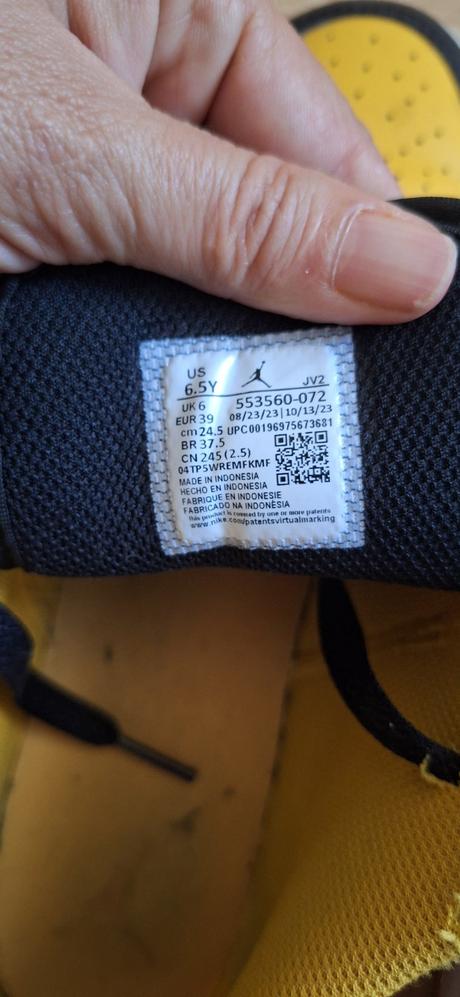 US
6.5Y JV2
UK 6 553560-072
EUR 39 08/23/23 | 10/13/23
cm 24.5 UPC00196975673681
BR 37.5
CN 245 (2.5)
04TP5WREMFKMF
MADE IN INDONESIA
HECHO EN INDONESIA
FABRIQUE EN INDONESIE
FABRICADO NA INDONÉSIA
This product is covered by one or more patents
www.nike.com/patentsvirtualmarking